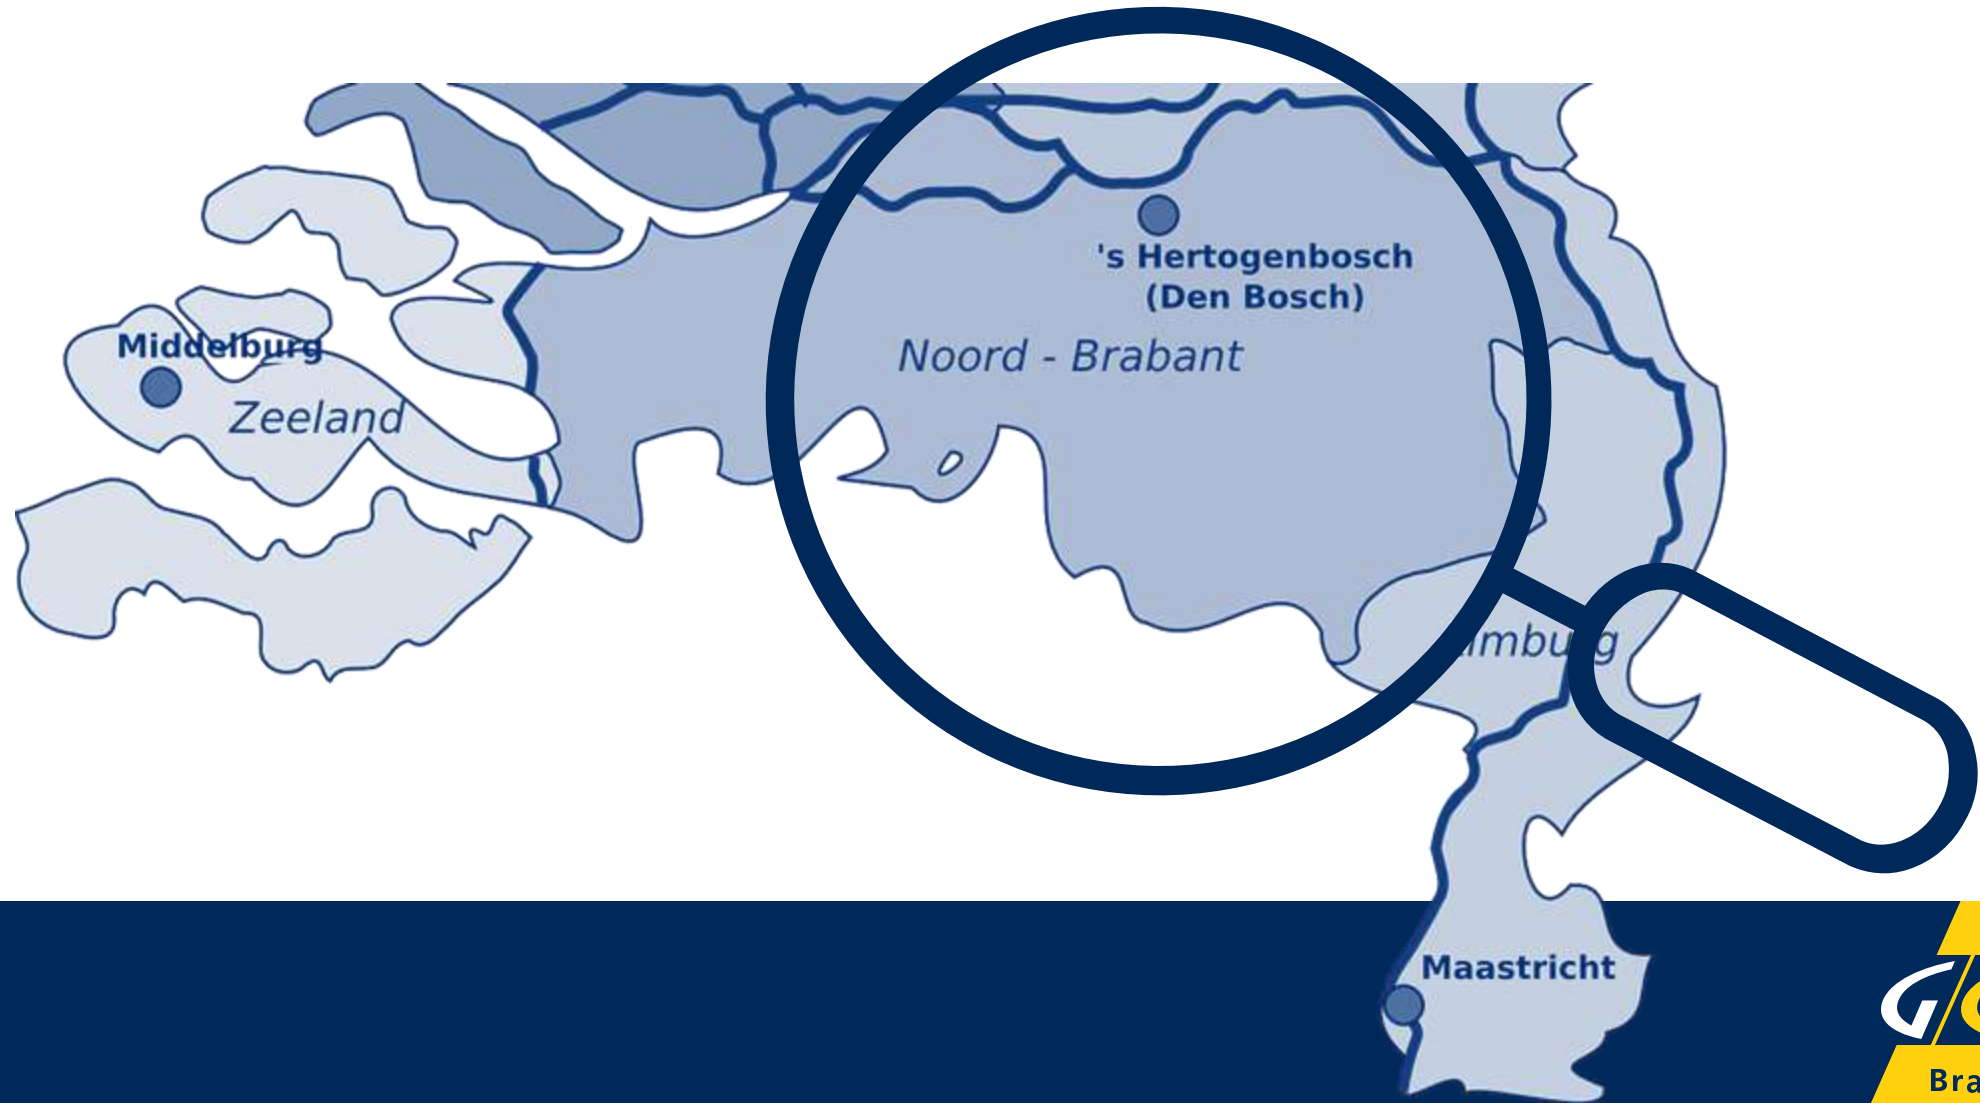 's Hertogenbosch
(Den Bosch)
Middelburg
Noord - Brabant
Zeeland
Maastricht